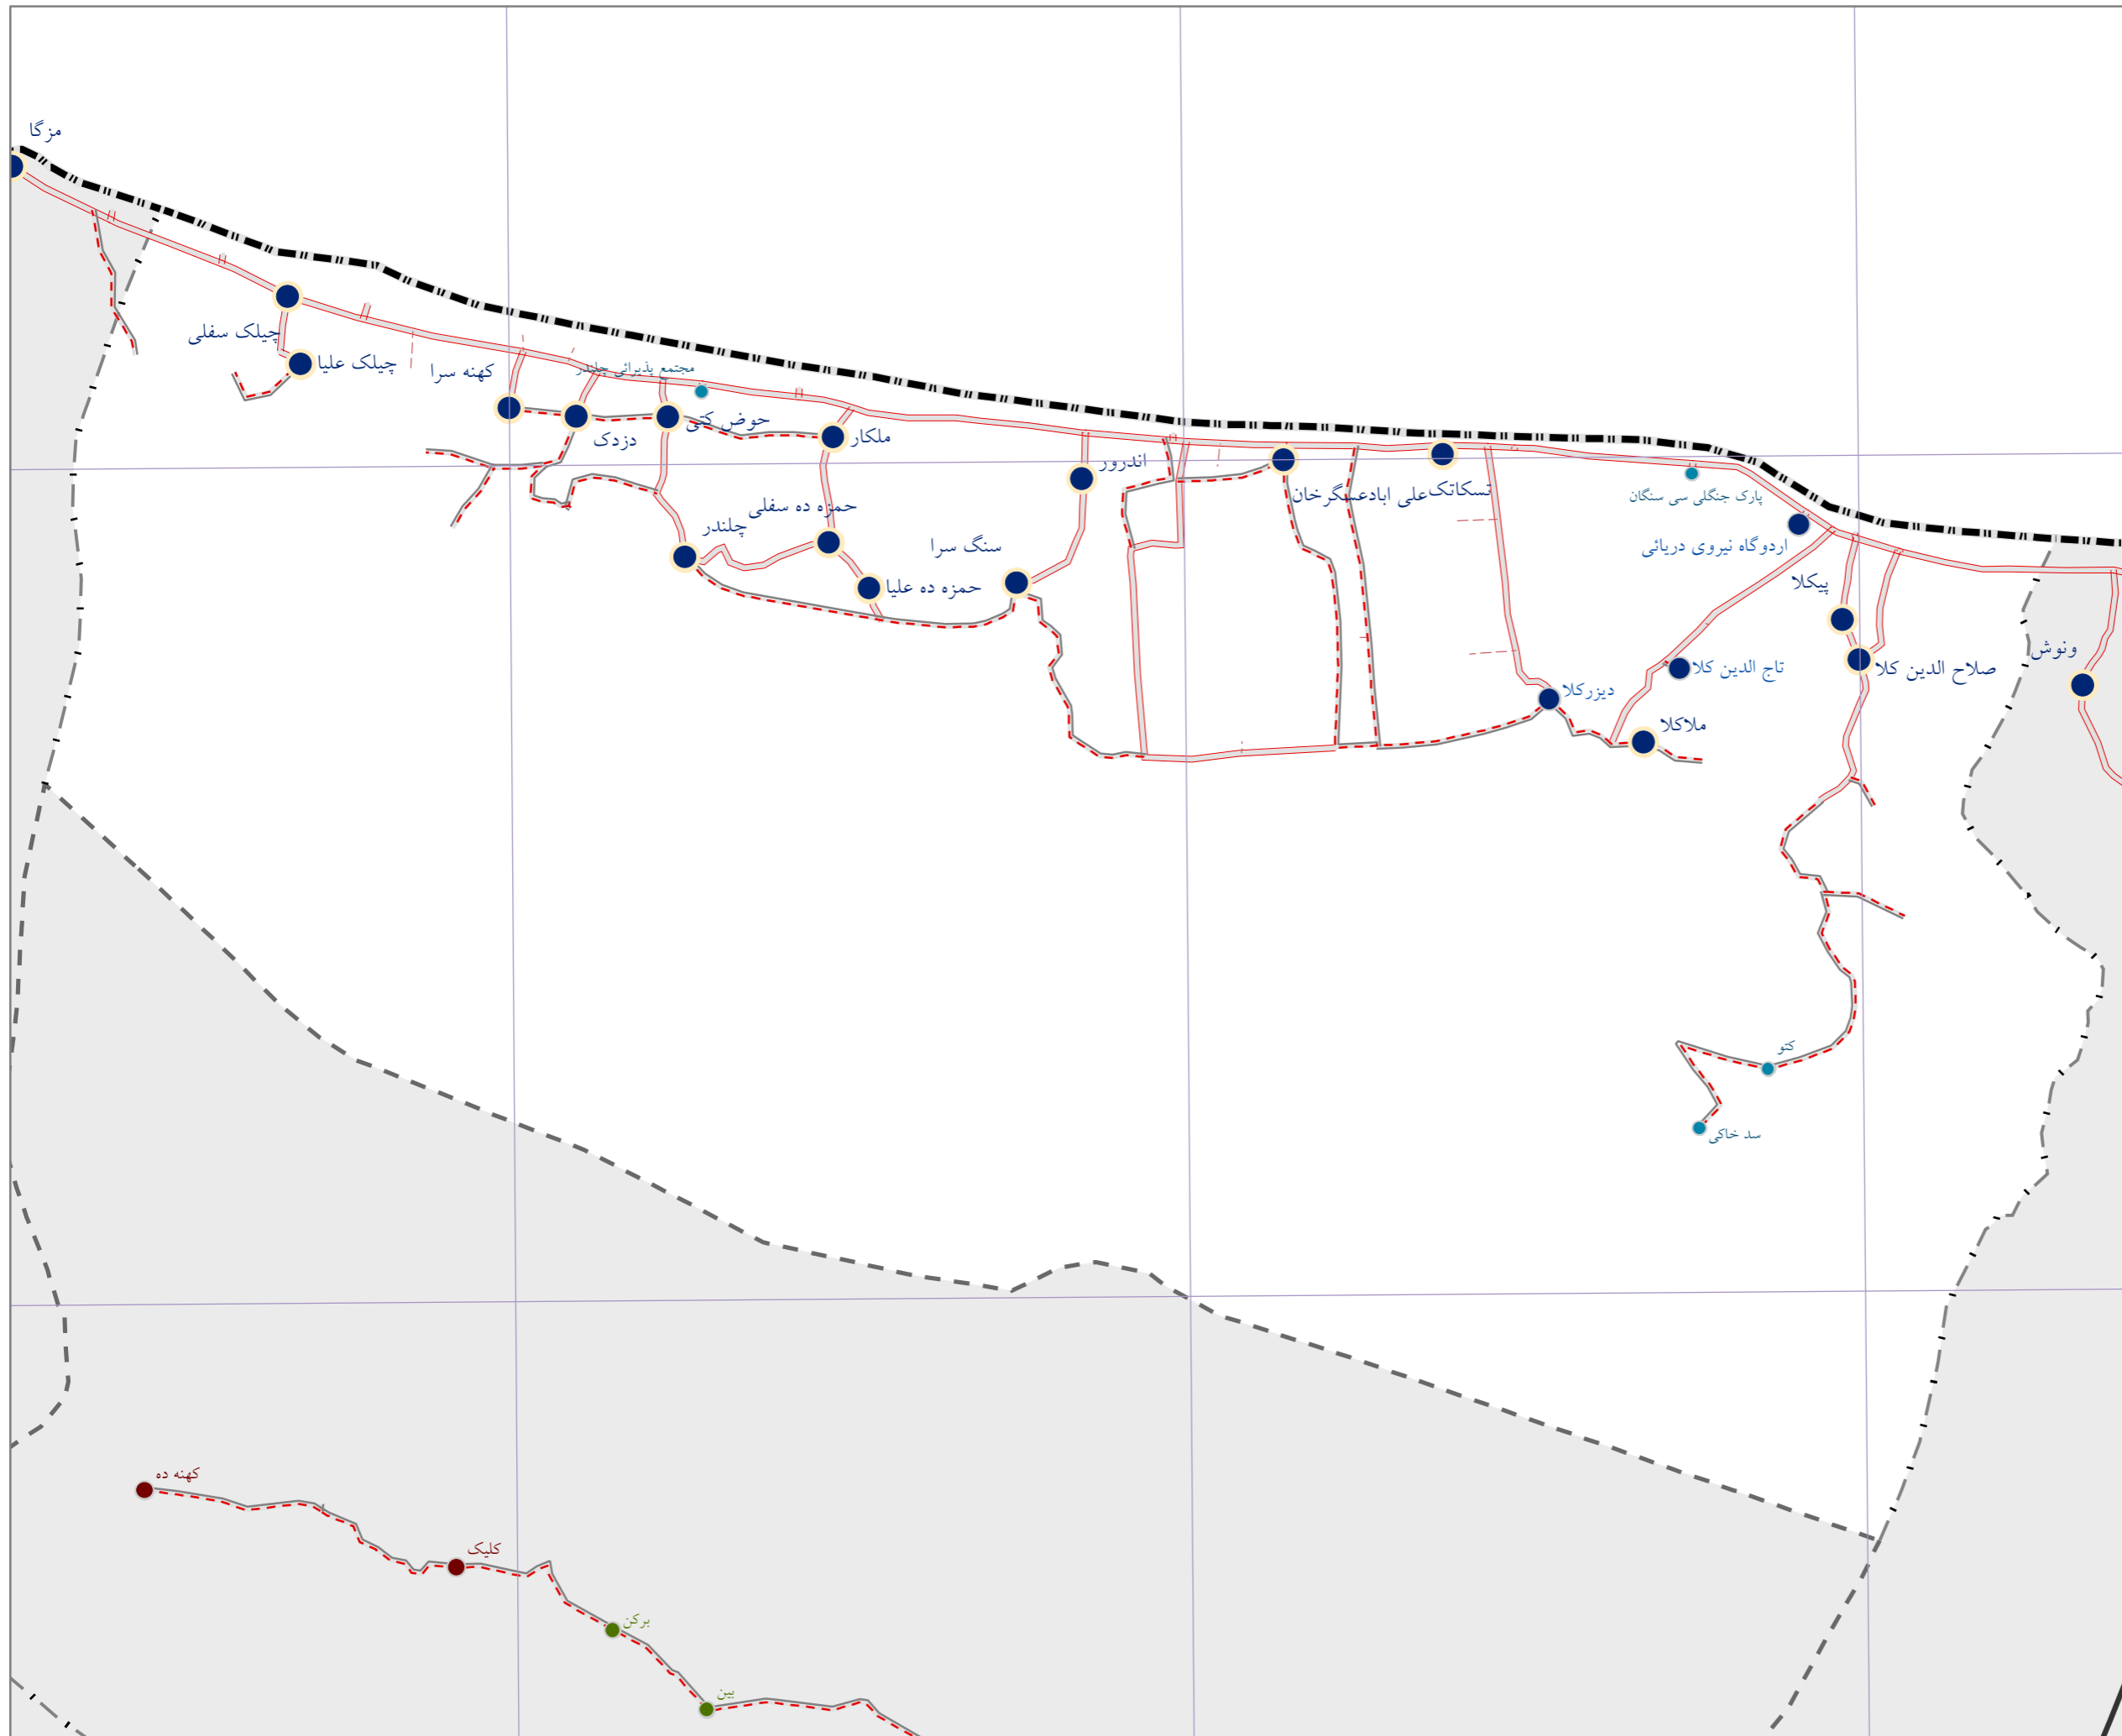 مزگا
چیلک سفلی
چیلک علیا
کهنه سرا
مجتمع پذیرائی چلندر
دزدک
حوض کتی
ملکار
اندرور
علی ابادعسگرخان
تسکاتک
پارک جنگلی سی سنگان
حمزه ده سفلی
چلندر
سنگ سرا
اردوگاه نیروی دریائی
حمزه ده علیا
پیکلا
ونوش
تاج الدین کلا
صلاح الدین کلا
دیزرکلا
ملاکلا
کتو
سد خاکی
کهنه ده
کلیک
برکن
بین